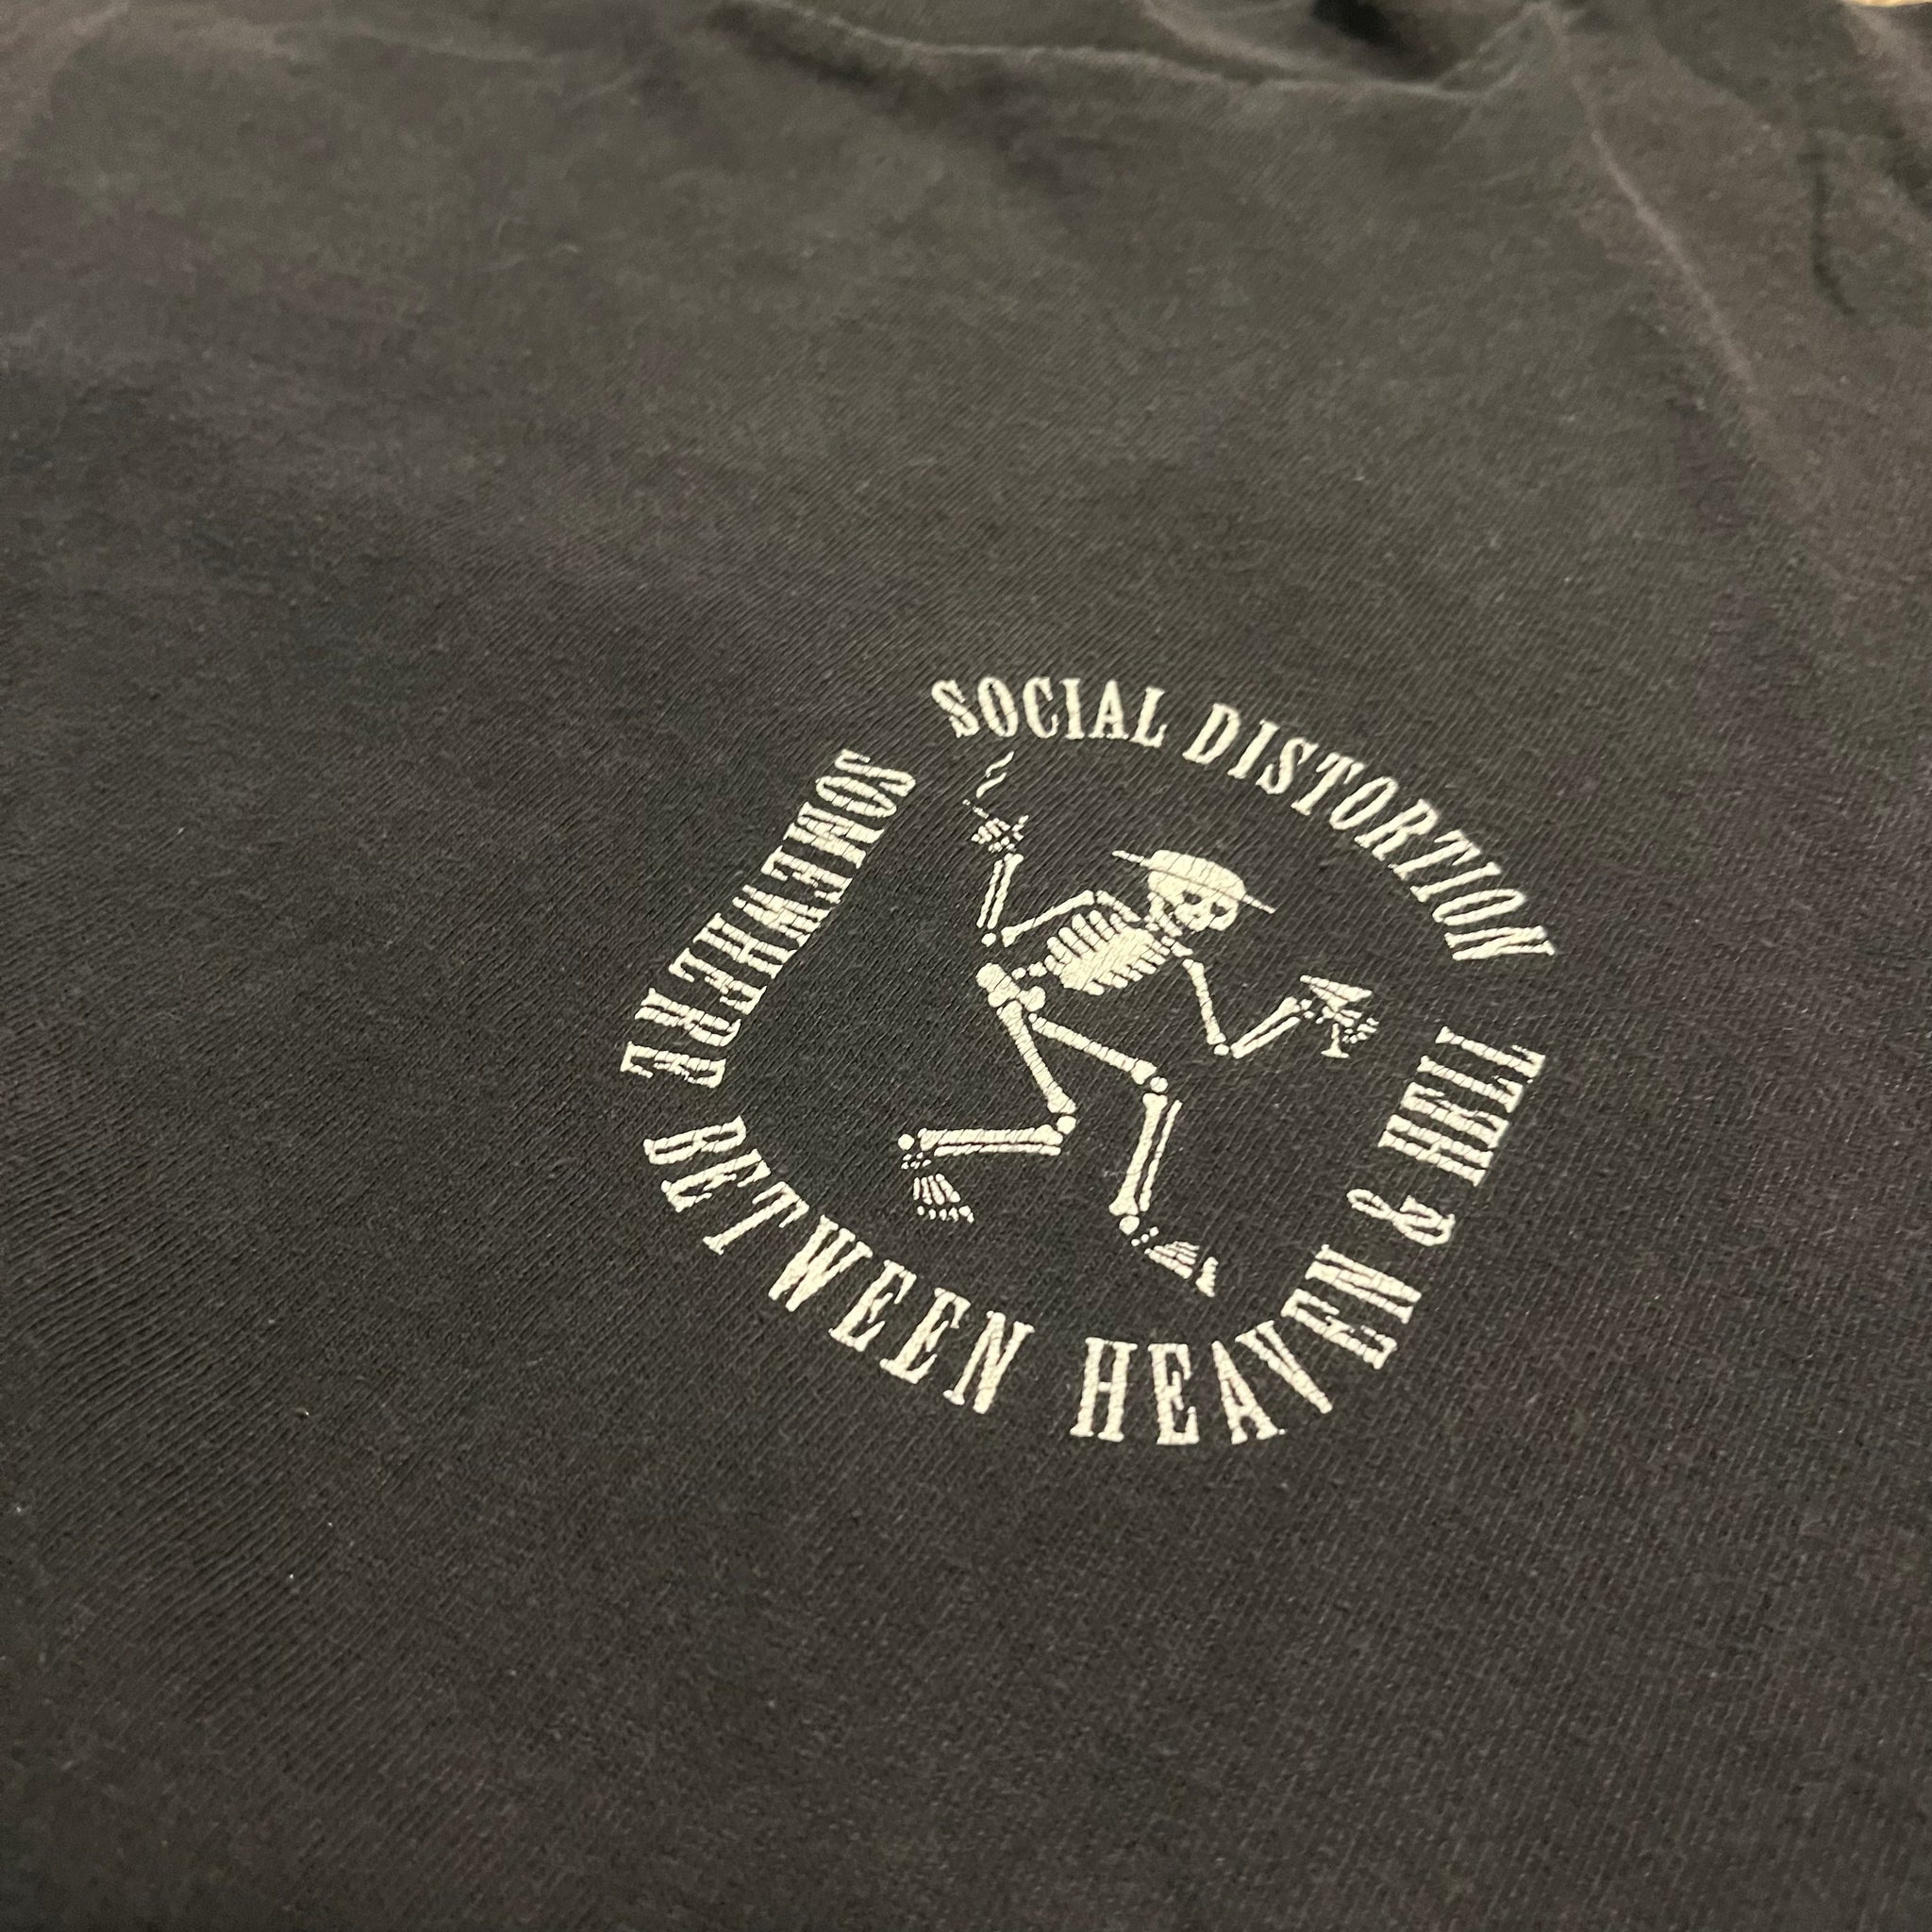 SOCIAL DISTORTION
SOMEWHERE BETWEEN HEAVEN & HELL